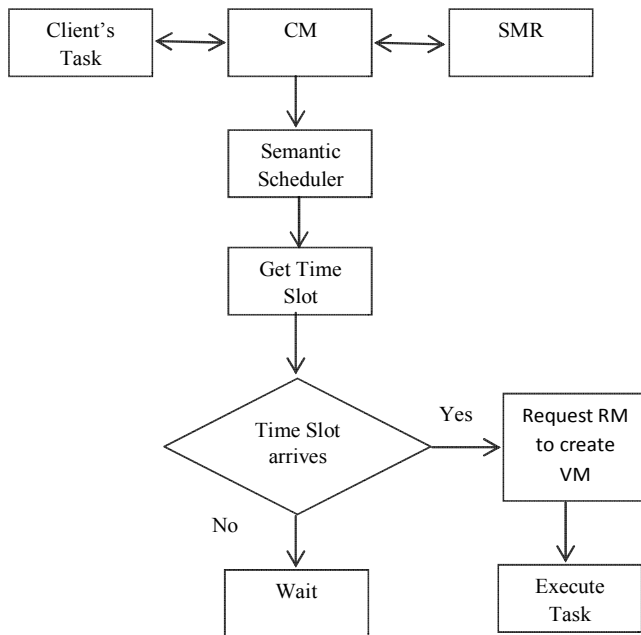 Client's
Task
CM
SMR
Semantic
Scheduler
Get Time
Slot
Time Slot
arrives
Yes
Request RM
to create
VM
No
Wait
Execute
Task